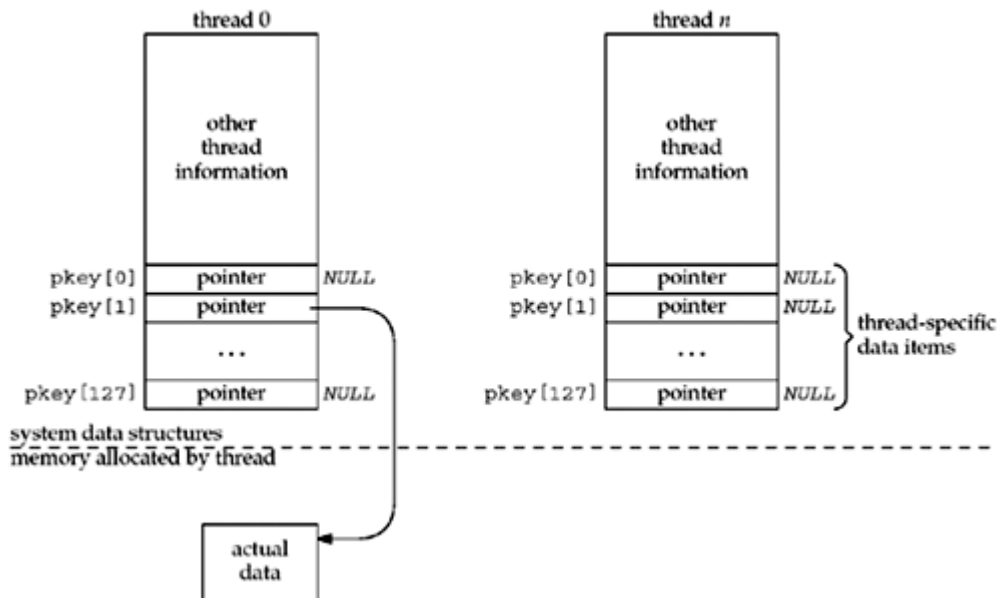 thread 0
other
thread
information
pkey[0] pointer NULL
pkey[1] pointer
...
pkey[127] pointer NULL
thread n
other
thread
information
pkey[0] pointer NULL
pkey[1] pointer NULL
...
pkey[127] pointer NULL
thread-specific
data items
system data structures
memory allocated by thread
actual
data